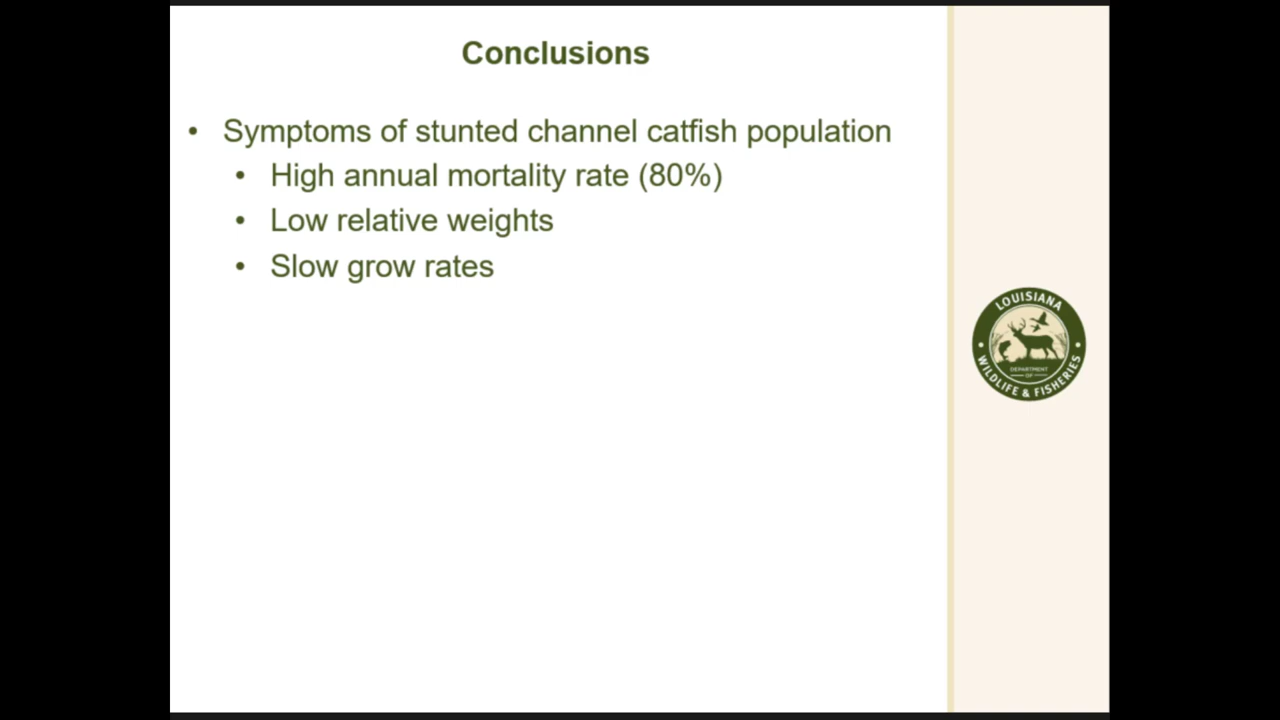 Conclusions
• Symptoms of stunted channel catfish population
• High annual mortality rate (80%)
• Low relative weights
• Slow grow rates
LOUISIANA
DEPARTMENT
OF
WILDLIFE & FISHERIES